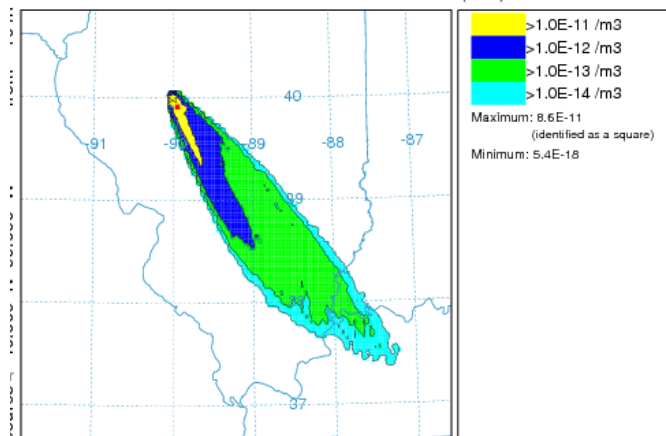 >1.0E-11 /m3
>1.0E-12 /m3
>1.0E-13 /m3
>1.0E-14 /m3
Maximum: 8.6E-11
(identified as a square)
Minimum: 5.4E-18
40
-91
-90
-89
-88
-87
39
37